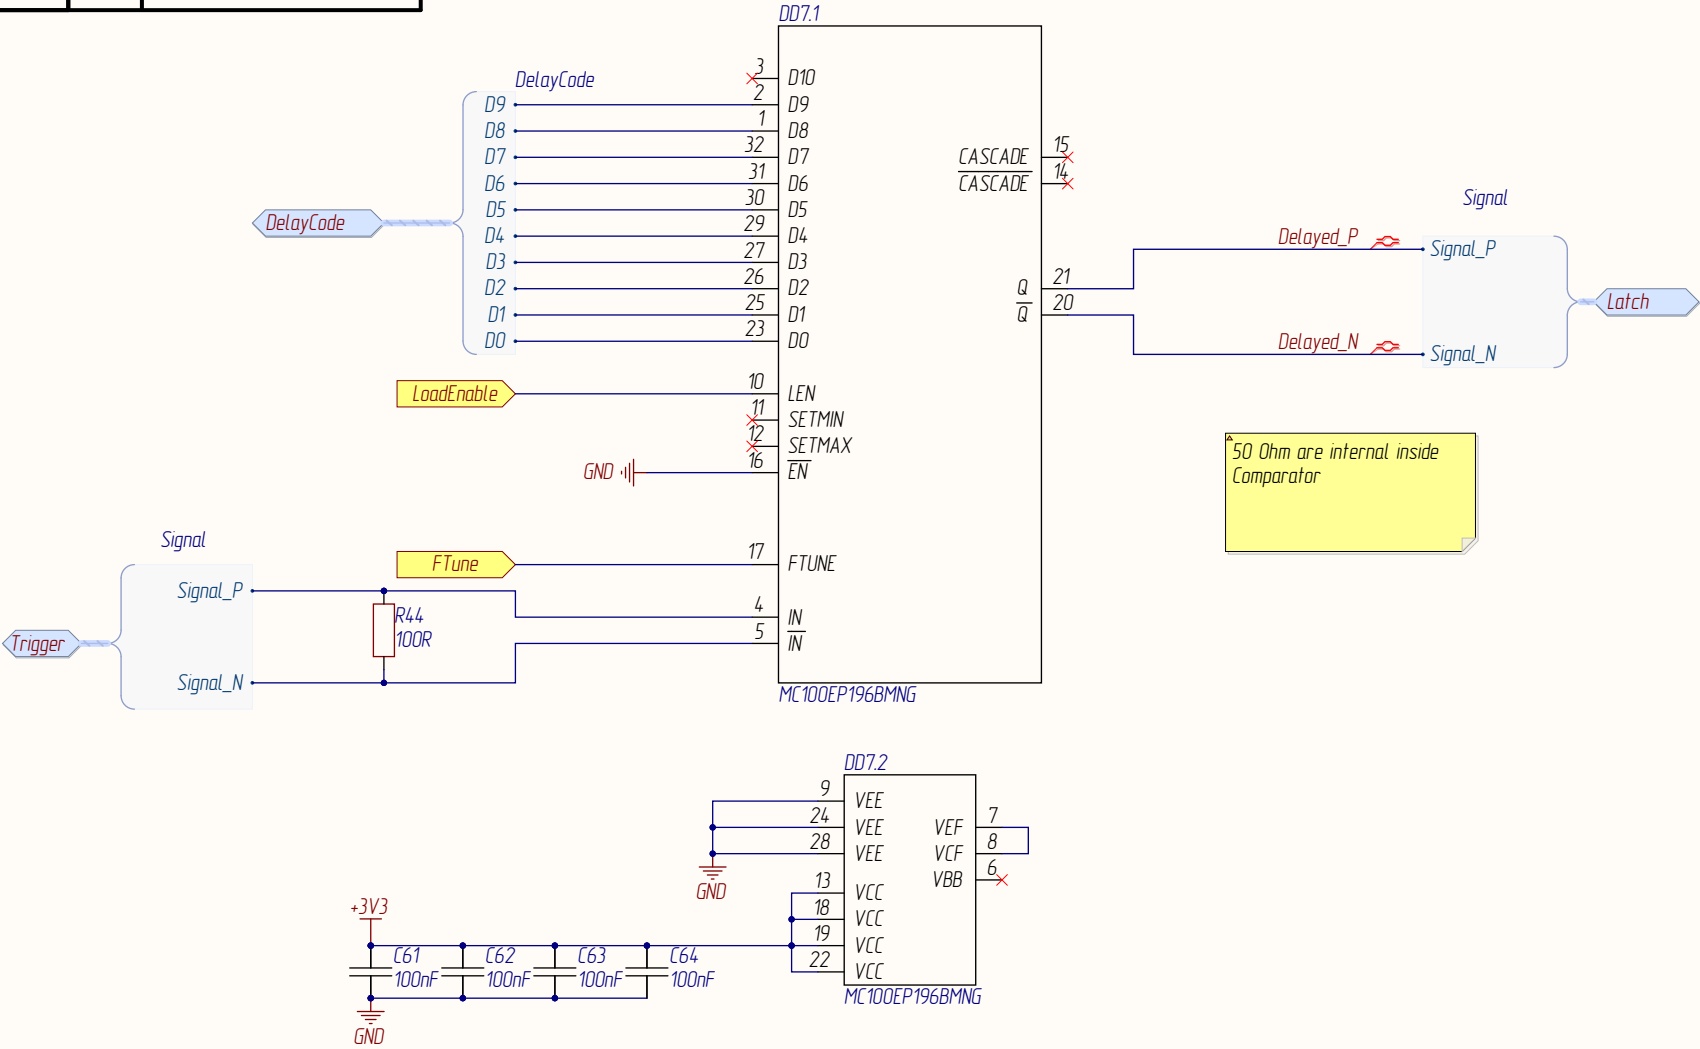 DD7.1
DelayCode
D9
D8
D7
D6
D5
D4
D3
D2
D1
D0
DelayCode
3
2
1
32
31
30
29
27
26
25
23
10
11
12
16
17
4
5
D10
D9
D8
D7
D6
D5
D4
D3
D2
D1
D0
LEN
SETMIN
SETMAX
EN
FTUNE
IN
IN
CASCADE
CASCADE
Q
Q
15
14
21
20
MC100EP196BMNG
LoadEnable
GND
FTune
Signal
Signal_P
Signal_N
Trigger
R44
100R
Signal
Delayed_P
Signal_P
Delayed_N
Signal_N
Latch
50 Ohm are internal inside
Comparator
DD7.2
9
24
28
13
18
19
22
VEE
VEE
VEE
VCC
VCC
VCC
VCC
VEF
VCF
VBB
7
8
6
MC100EP196BMNG
GND
+3V3
C61
100nF
C62
100nF
C63
100nF
C64
100nF
GND